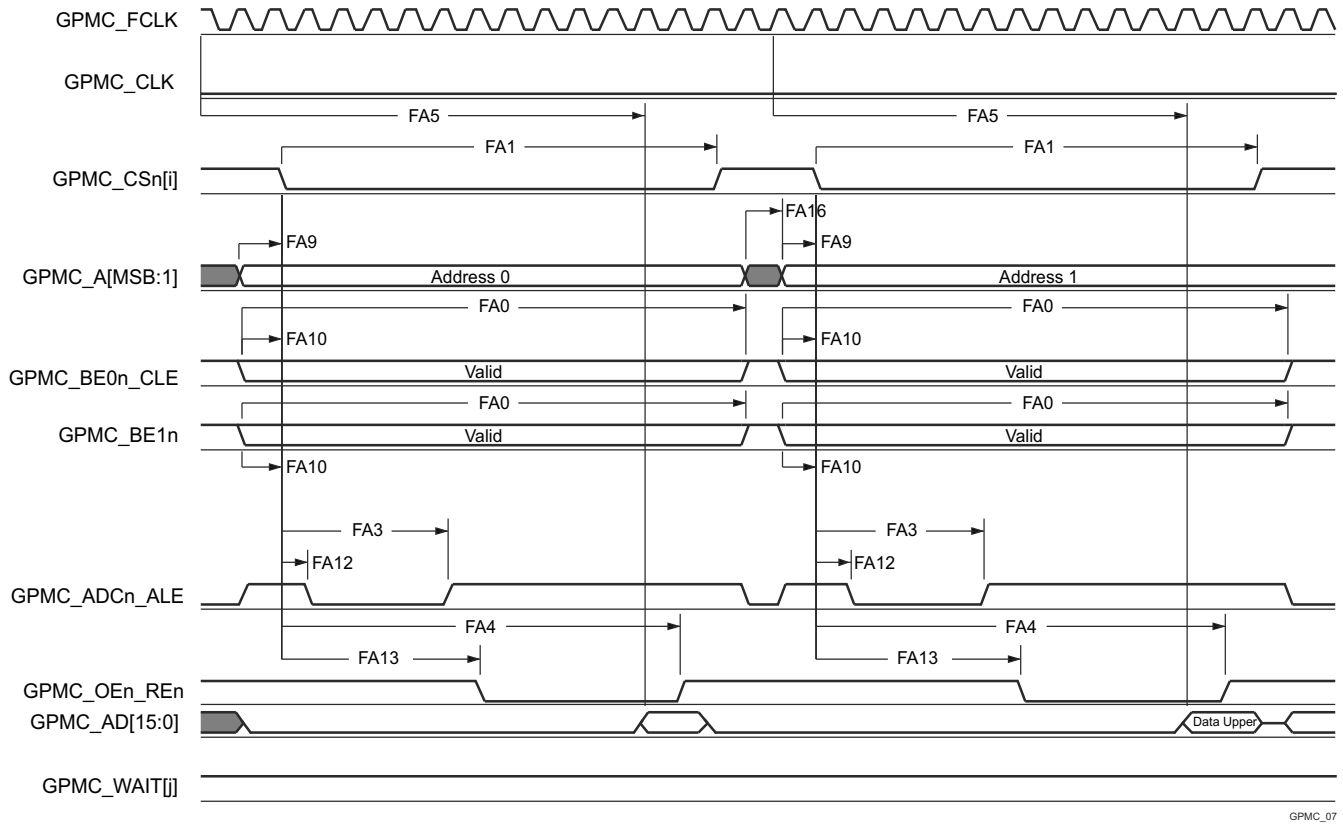 GPMC_FCLK
GPMC_CLK
FA5 FA5
FA1 FA1
GPMC_CSn[i]
FA16
FA9 FA9
GPMC_A[MSB:1] Address 0 Address 1
FA0 FA0
FA10 FA10
GPMC_BE0n_CLE Valid Valid
FA0 FA0
GPMC_BE1n Valid Valid
FA10 FA10
FA3 FA3
FA12 FA12
GPMC_ADCn_ALE
FA4 FA4
FA13 FA13
GPMC_OEn_REn
GPMC_AD[15:0] Data Upper
GPMC_WAIT[j]
GPMC_07